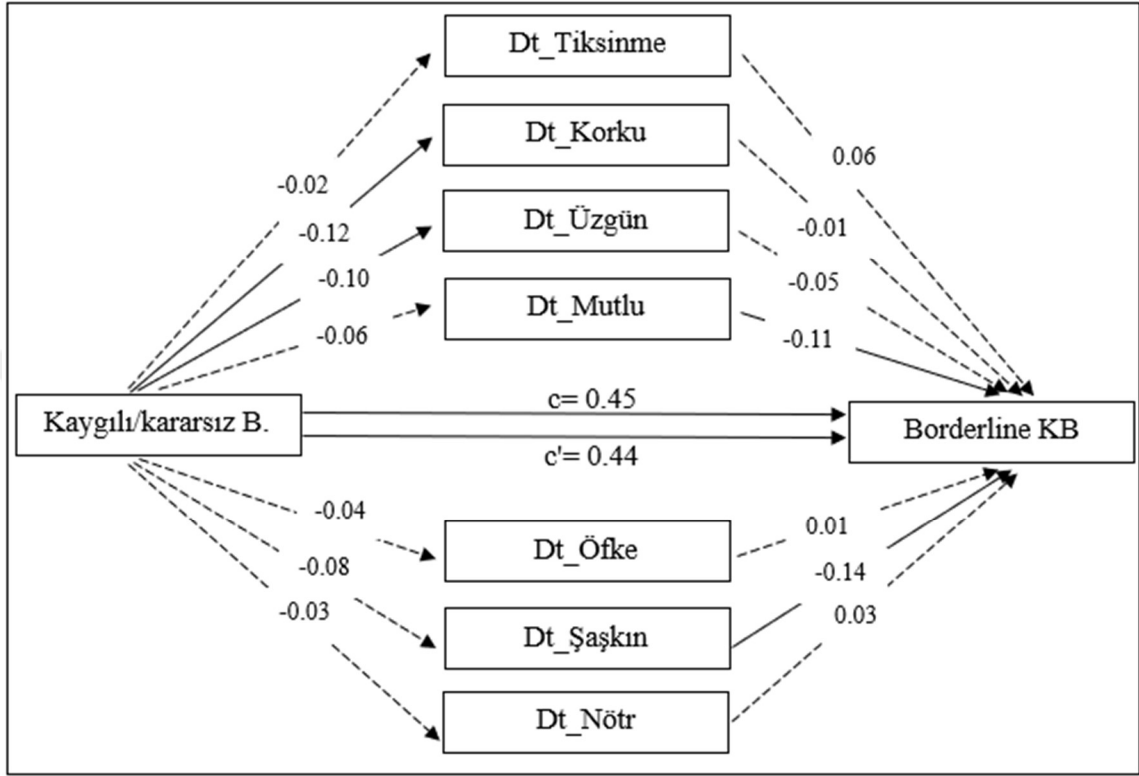 Dt_Tiksinme
Dt_Korku
Dt_Üzgün
Dt_Mutlu
-0.02
-0.12
-0.10
-0.06
0.06
-0.01
-0.05
-0.11
Kaygılı/kararsız B.
c= 0.45
c'= 0.44
Borderline KB
-0.04
-0.08
-0.03
Dt_Öfke
Dt_Şaşkın
Dt_Nötr
0.01
-0.14
0.03